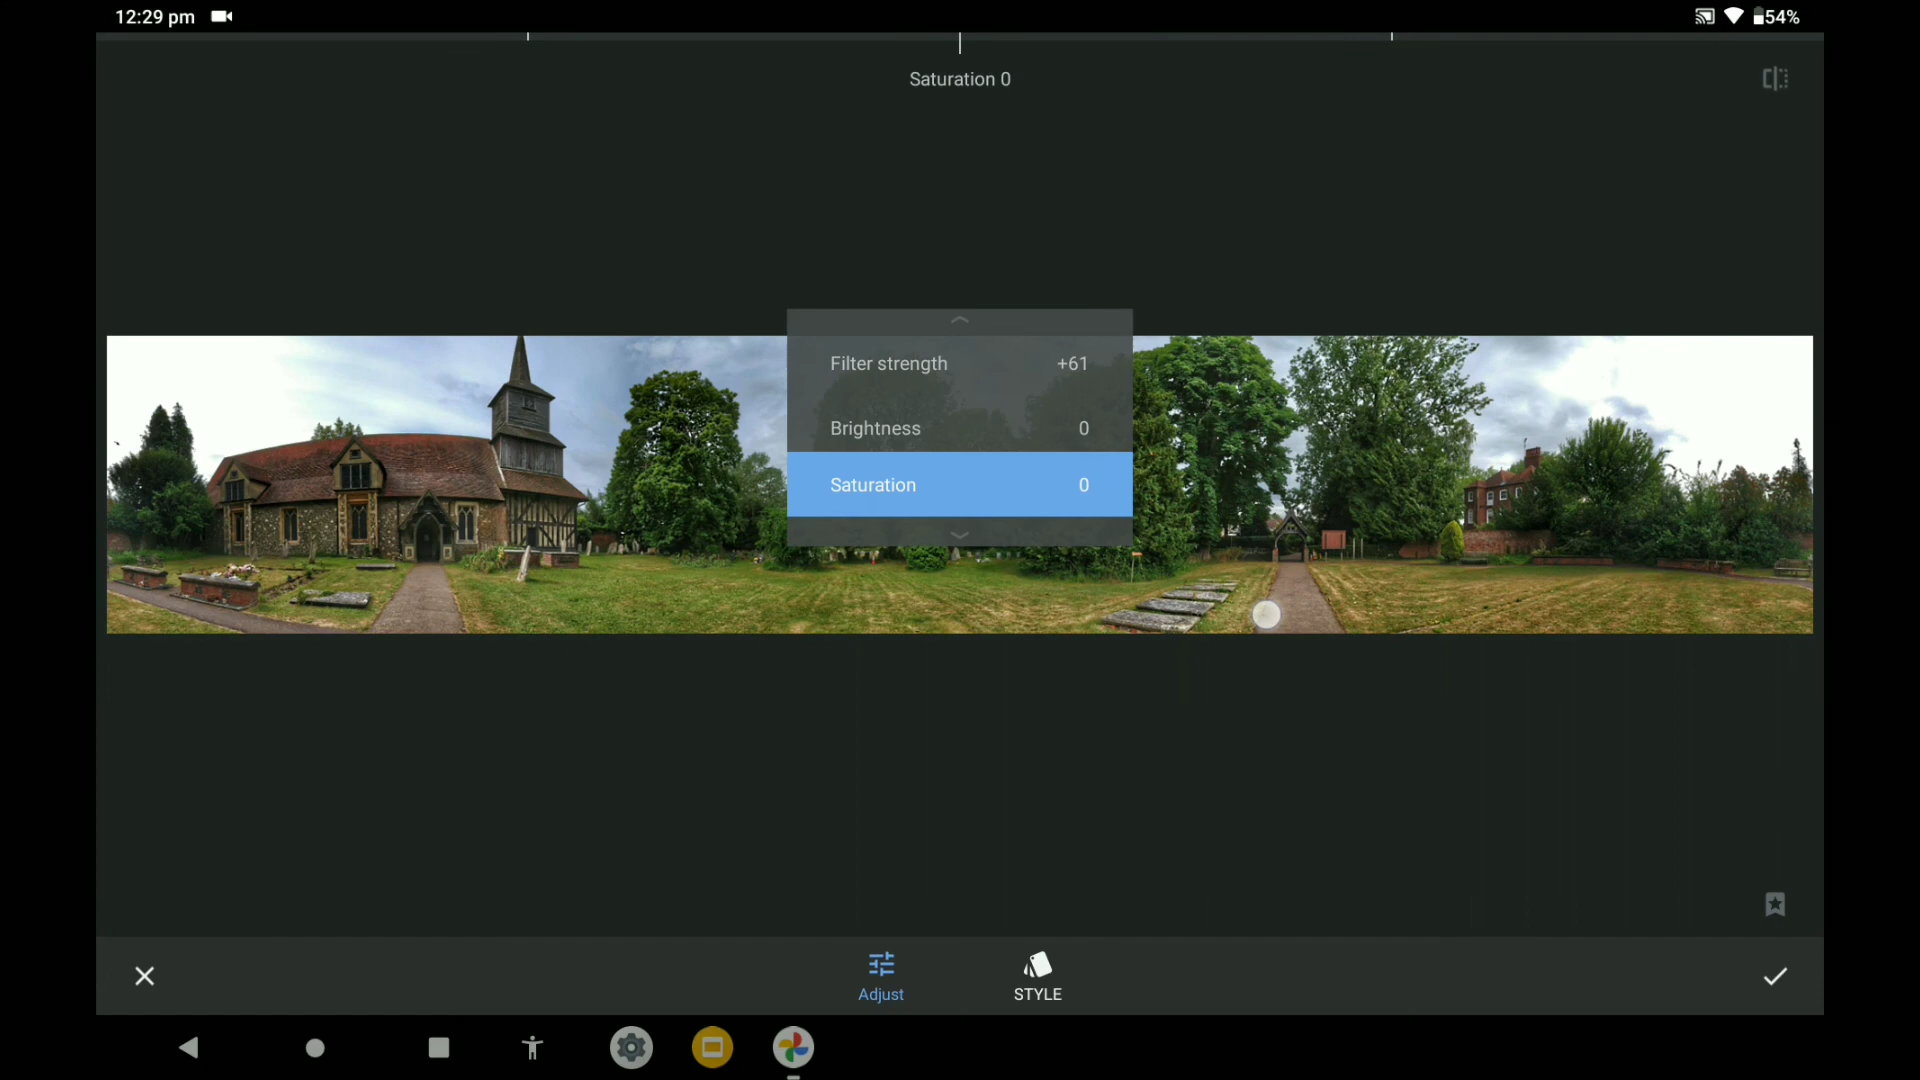 12:29 pm
54%
Saturation 0
Filter strength +61
Brightness 0
Saturation 0
Adjust
STYLE